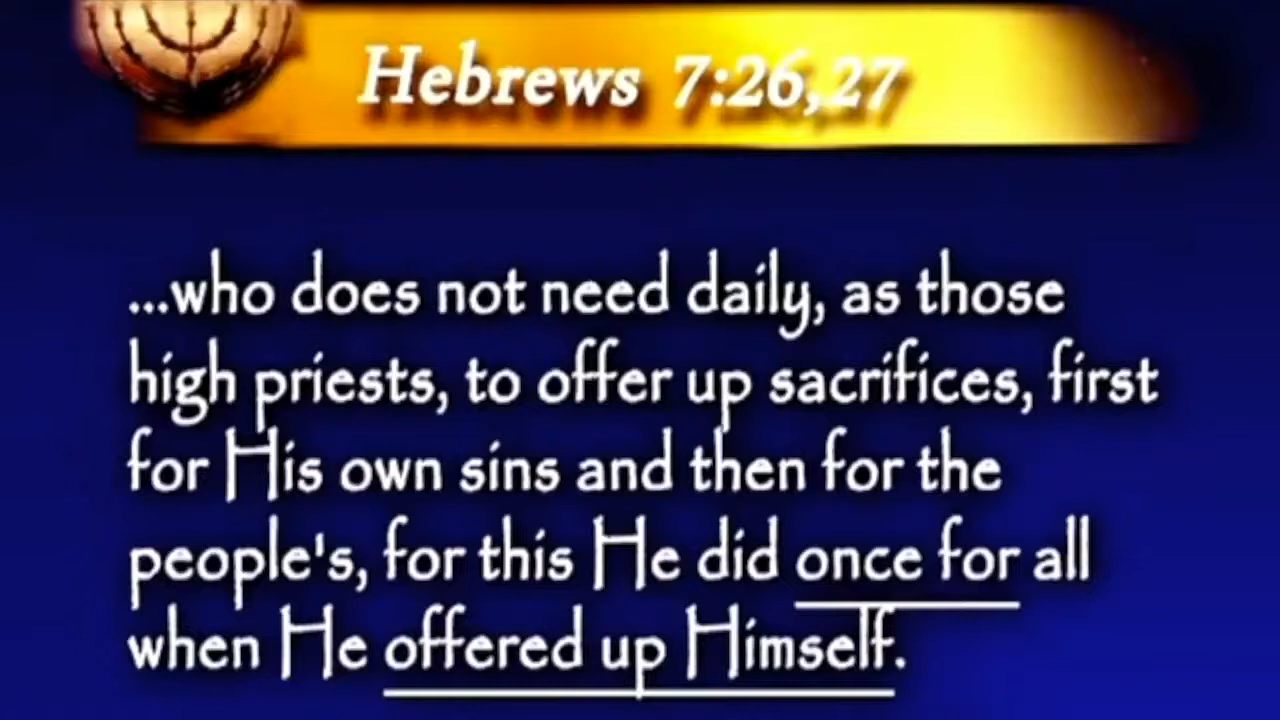 Hebrews 7:26,27
...who does not need daily, as those
high priests, to offer up sacrifices, first
for His own sins and then for the
people's, for this He did once for all
when He offered up Himself.